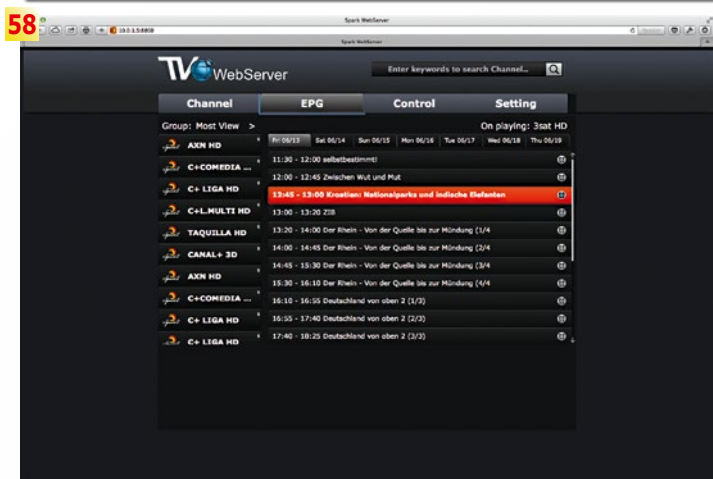 58
Spark WebServer
10.0.3.5:8800
Spark WebServer
TV WebServer
Enter keywords to search Channel...
Channel EPG Control Setting
Group: Most View > On playing: 3sat HD
Fri 06/13 Sat 06/14 Sun 06/15 Mon 06/16 Tue 06/17 Wed 06/18 Thu 06/19
AXN HD
C+COMEDIA ...
C+ LIGA HD
C+L.MULTI HD
TAQUILLA HD
CANAL+ 3D
AXN HD
C+COMEDIA ...
C+ LIGA HD
C+ LIGA HD
11:30 - 12:00 selbstbestimmt!
12:00 - 12:45 Zwischen Wut und Mut
12:45 - 13:00 Kroatien: Nationalparks und indische Elefanten
13:00 - 13:20 ZIB
13:20 - 14:00 Der Rhein - Von der Quelle bis zur Mündung (1/4
14:00 - 14:45 Der Rhein - Von der Quelle bis zur Mündung (2/4
14:45 - 15:30 Der Rhein - Von der Quelle bis zur Mündung (3/4
15:30 - 16:10 Der Rhein - Von der Quelle bis zur Mündung (4/4
16:10 - 16:55 Deutschland von oben 2 (1/3)
16:55 - 17:40 Deutschland von oben 2 (2/3)
17:40 - 18:25 Deutschland von oben 2 (3/3)